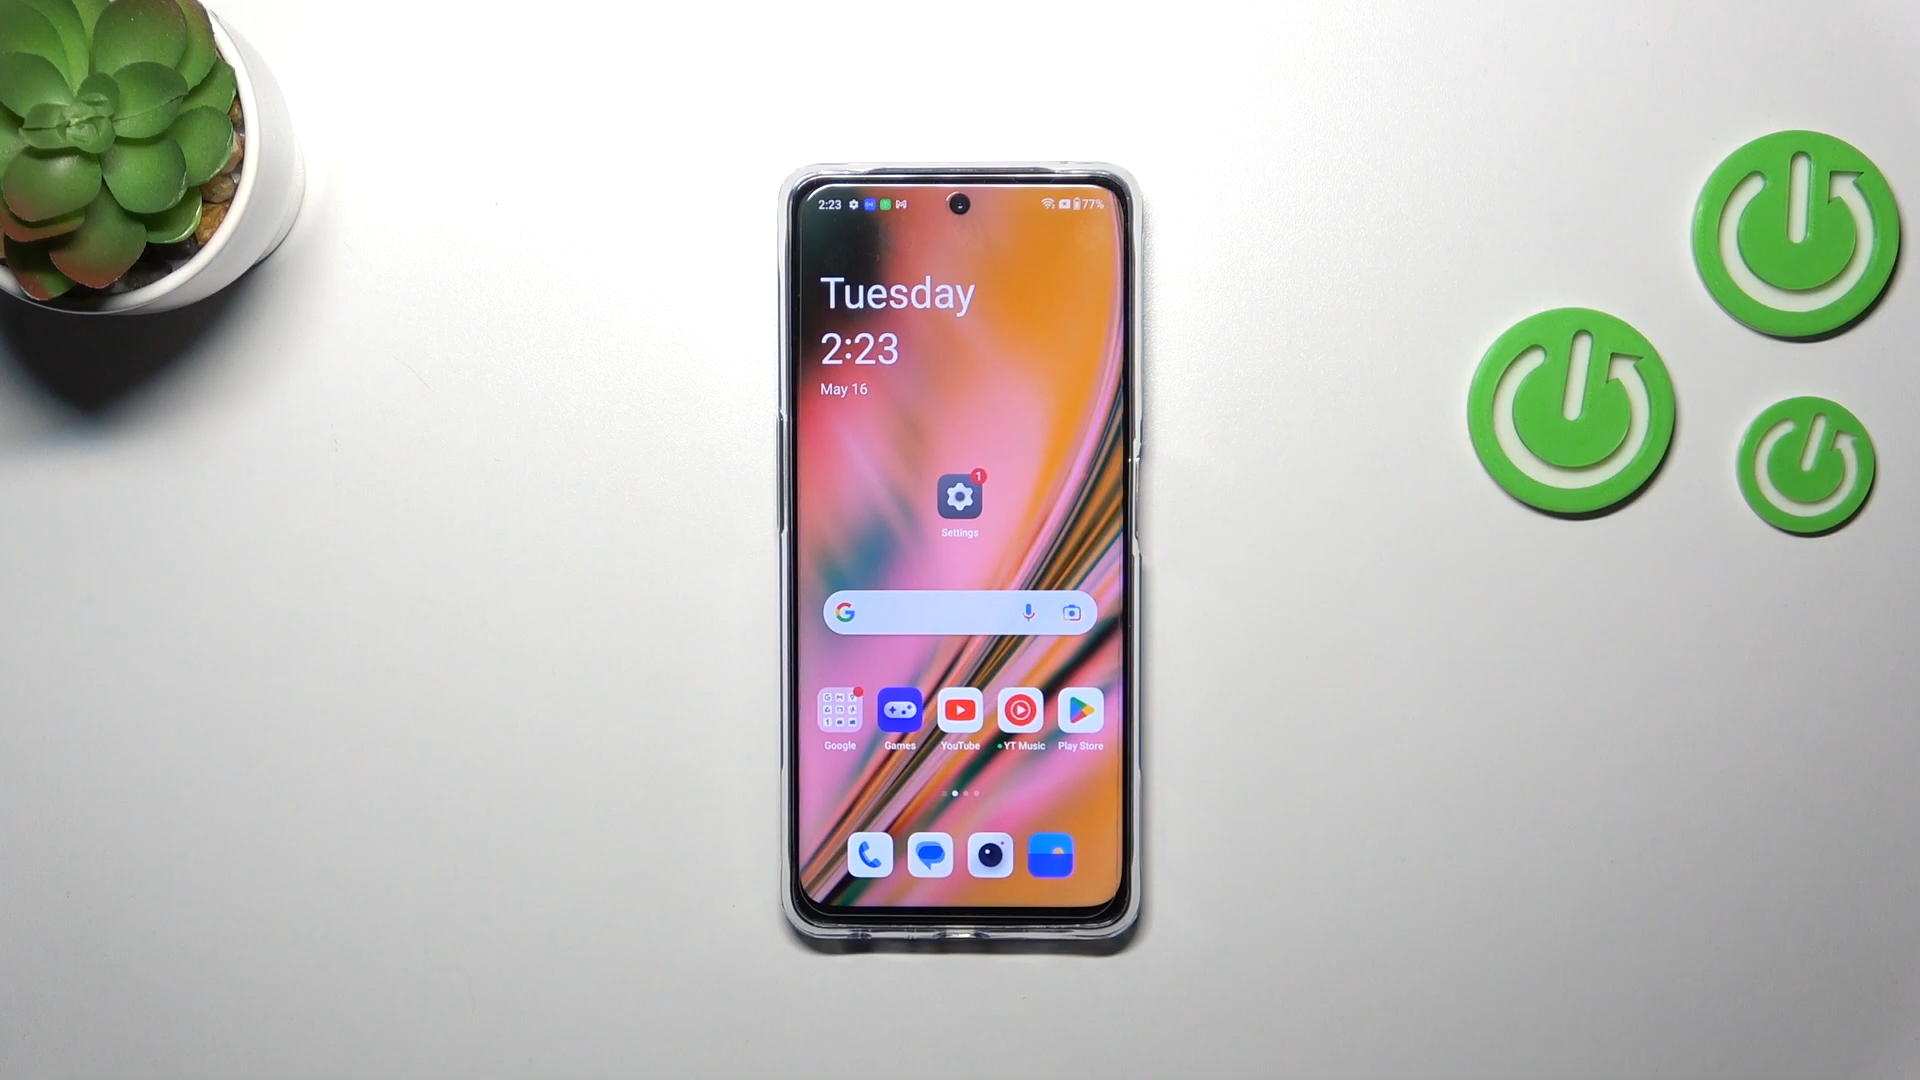 2:23
77%
Tuesday
2:23
May 16
1
Settings
Google
Games
YouTube
YT Music
Play Store